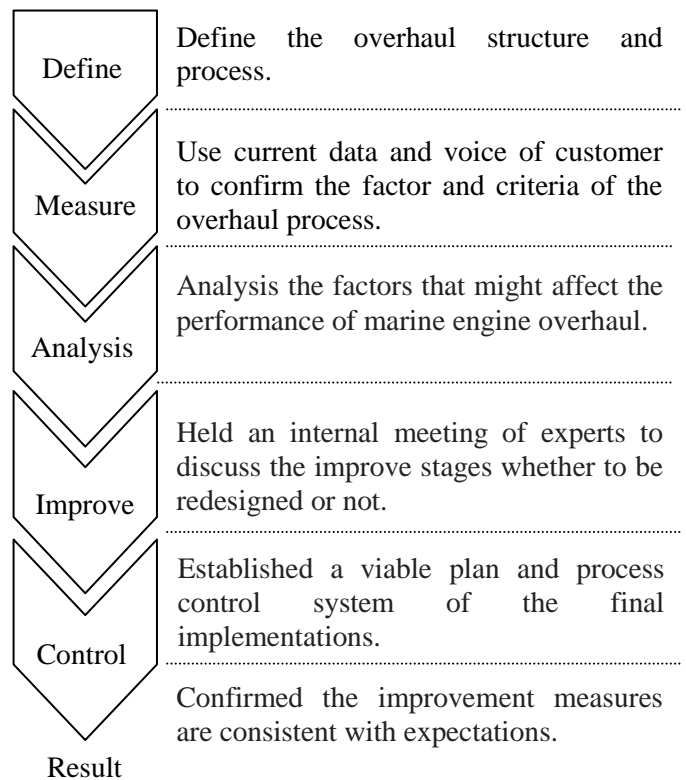 Define
Define the overhaul structure and
process.
Measure
Use current data and voice of customer
to confirm the factor and criteria of the
overhaul process.
Analysis
Analysis the factors that might affect the
performance of marine engine overhaul.
Improve
Held an internal meeting of experts to
discuss the improve stages whether to be
redesigned or not.
Control
Established a viable plan and process
control system of the final
implementations.
Result
Confirmed the improvement measures
are consistent with expectations.